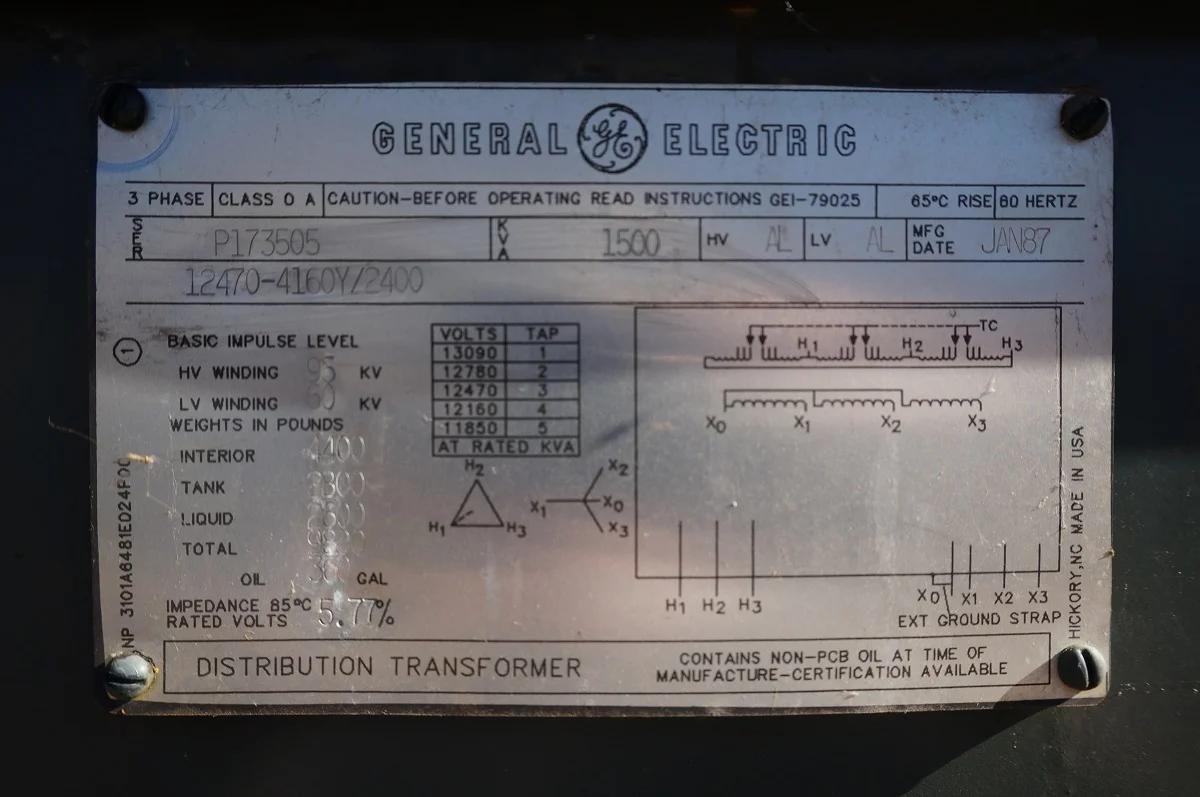 GENERAL GE ELECTRIC
3 PHASE CLASS O A CAUTION-BEFORE OPERATING READ INSTRUCTIONS GEI-79025 65°C RISE 60 HERTZ
SER P173505 KVA 1500 HV AL LV AL MFG DATE JAN87
12470-4160Y/2400
1
BASIC IMPULSE LEVEL
HV WINDING 95 KV
LV WINDING KV
WEIGHTS IN POUNDS
INTERIOR 4400
TANK
LIQUID
TOTAL
OIL GAL
IMPEDANCE 85°C
RATED VOLTS 5.77%
VOLTS TAP
13090 1
12780 2
12470 3
12160 4
11850 5
AT RATED KVA
H2
H1 H3
X2
X1 X0
X3
TC
H1 H2 H3
X0 X1 X2 X3
H1 H2 H3
X0 X1 X2 X3
EXT GROUND STRAP
NP 3101A6481E024P00
HICKORY,NC MADE IN USA
DISTRIBUTION TRANSFORMER
CONTAINS NON-PCB OIL AT TIME OF
MANUFACTURE-CERTIFICATION AVAILABLE